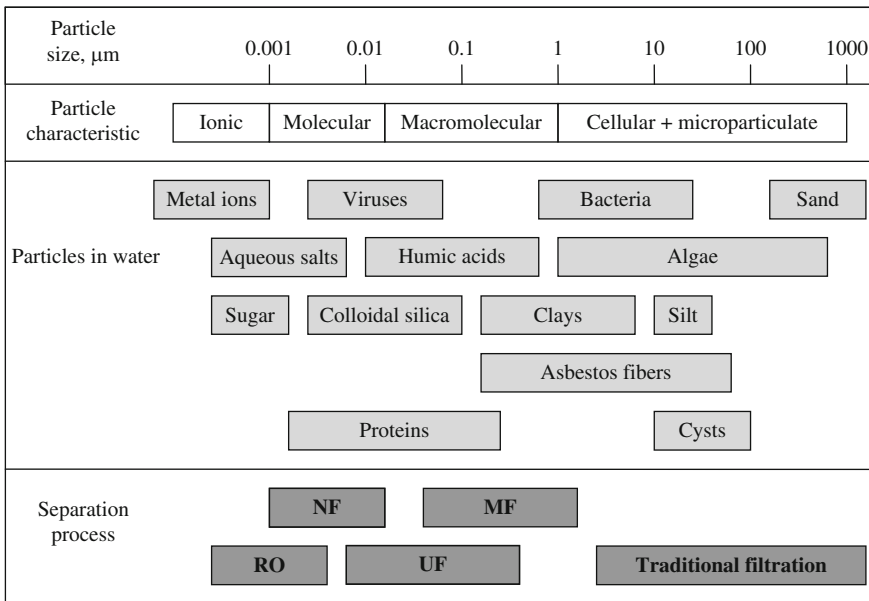 Particle
size, μm
0.001 0.01 0.1 1 10 100 1000
Particle
characteristic
Ionic Molecular Macromolecular Cellular + microparticulate
Metal ions Viruses Bacteria Sand
Particles in water
Aqueous salts Humic acids Algae
Sugar Colloidal silica Clays Silt
Asbestos fibers
Proteins Cysts
Separation
process
NF MF
RO UF Traditional filtration